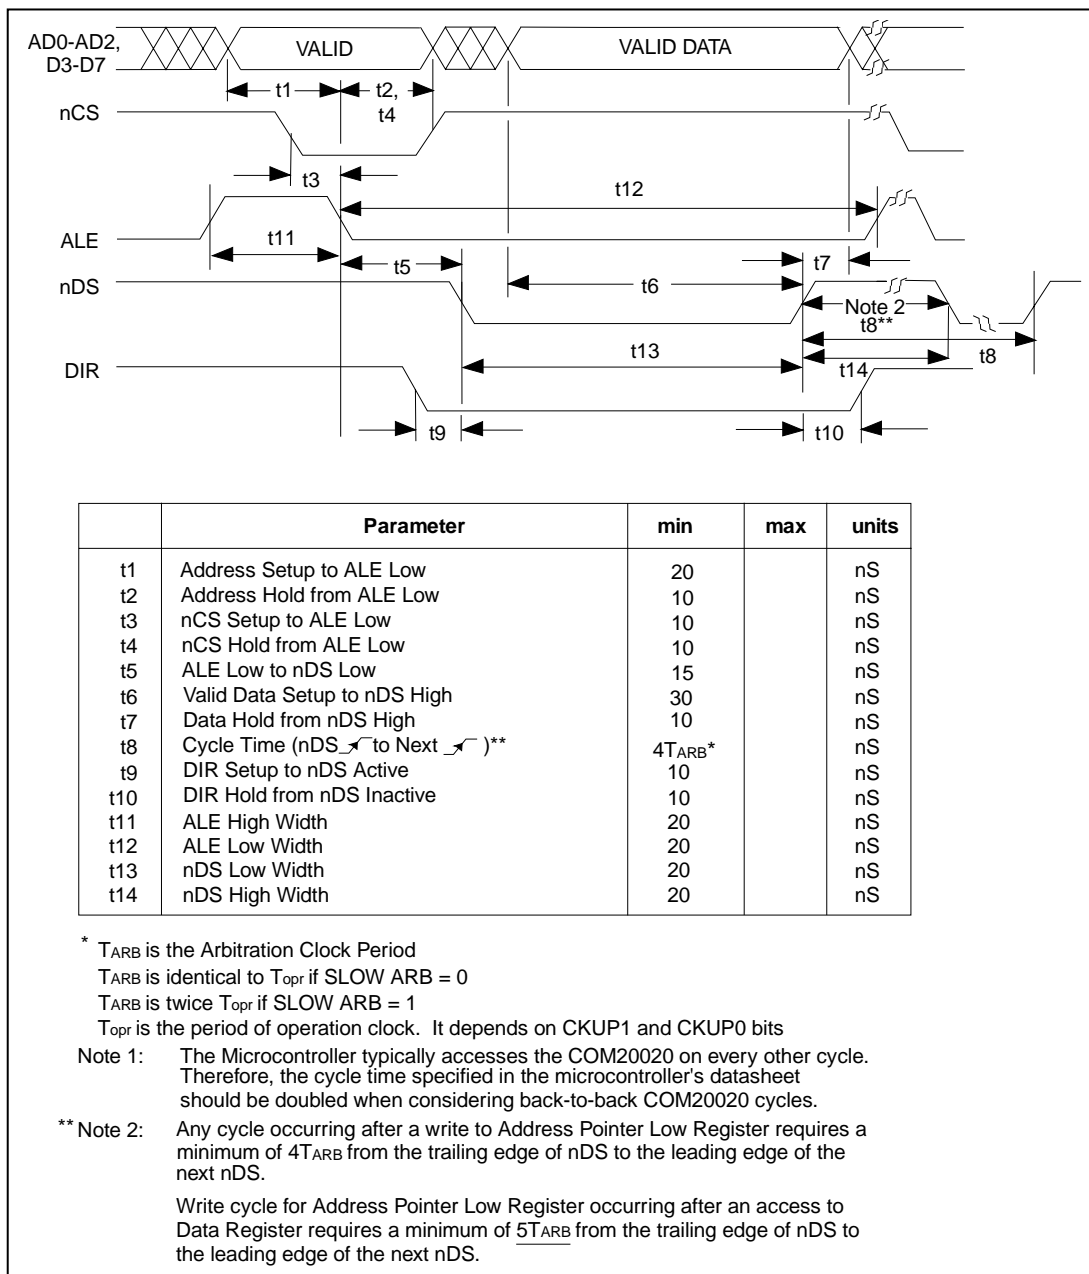 AD0-AD2,
D3-D7
VALID
VALID DATA
t1
t2,
t4
nCS
t3
t12
ALE
t11
t5
t7
nDS
t6
Note 2
t8**
t13
t8
DIR
t14
t9
t10
Parameter min max units
t1 Address Setup to ALE Low 20 nS
t2 Address Hold from ALE Low 10 nS
t3 nCS Setup to ALE Low 10 nS
t4 nCS Hold from ALE Low 10 nS
t5 ALE Low to nDS Low 15 nS
t6 Valid Data Setup to nDS High 30 nS
t7 Data Hold from nDS High 10 nS
t8 Cycle Time (nDS to Next )** 4TARB* nS
t9 DIR Setup to nDS Active 10 nS
t10 DIR Hold from nDS Inactive 10 nS
t11 ALE High Width 20 nS
t12 ALE Low Width 20 nS
t13 nDS Low Width 20 nS
t14 nDS High Width 20 nS
* TARB is the Arbitration Clock Period
TARB is identical to Topr if SLOW ARB = 0
TARB is twice Topr if SLOW ARB = 1
Topr is the period of operation clock. It depends on CKUP1 and CKUP0 bits
Note 1: The Microcontroller typically accesses the COM20020 on every other cycle.
Therefore, the cycle time specified in the microcontroller's datasheet
should be doubled when considering back-to-back COM20020 cycles.
** Note 2: Any cycle occurring after a write to Address Pointer Low Register requires a
minimum of 4TARB from the trailing edge of nDS to the leading edge of the
next nDS.
Write cycle for Address Pointer Low Register occurring after an access to
Data Register requires a minimum of 5TARB from the trailing edge of nDS to
the leading edge of the next nDS.